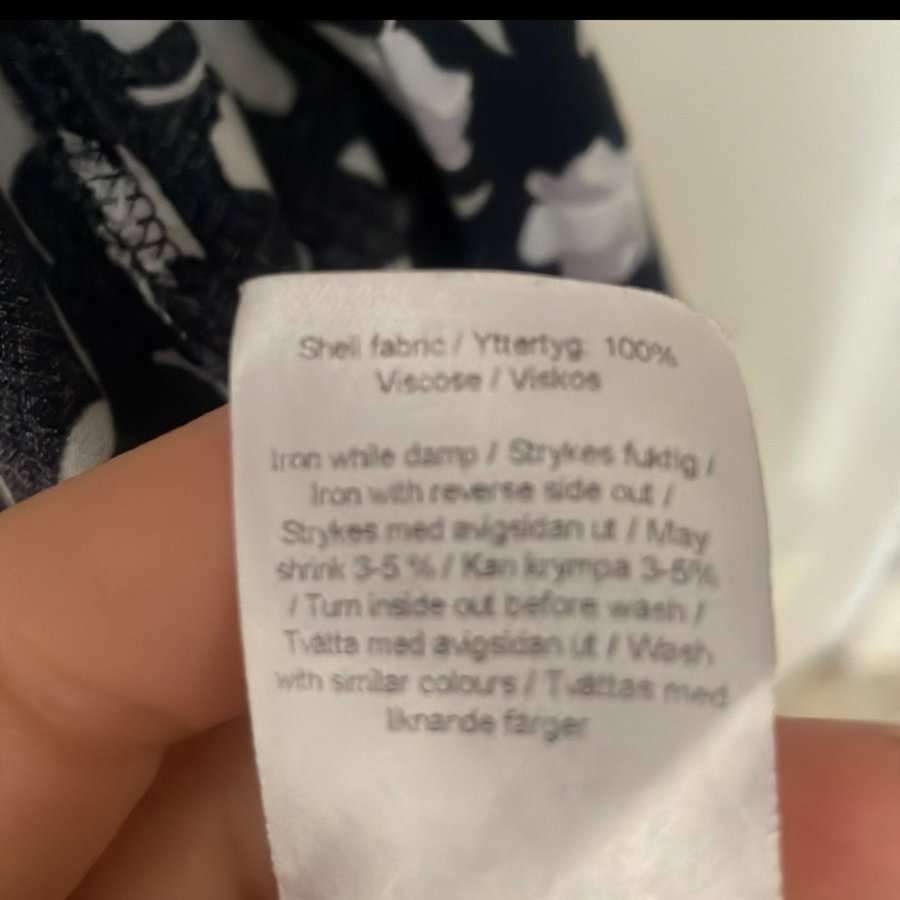 Shell fabric / Yttertyg: 100%
Viscose / Viskos
Iron while damp / Strykes fuktig /
Iron with reverse side out /
Strykes med avigsidan ut / May
shrink 3-5 % / Kan krympa 3-5%
/ Turn inside out before wash /
Tvätta med avigsidan ut / Wash
with similar colours / Tvättas med
liknande färger